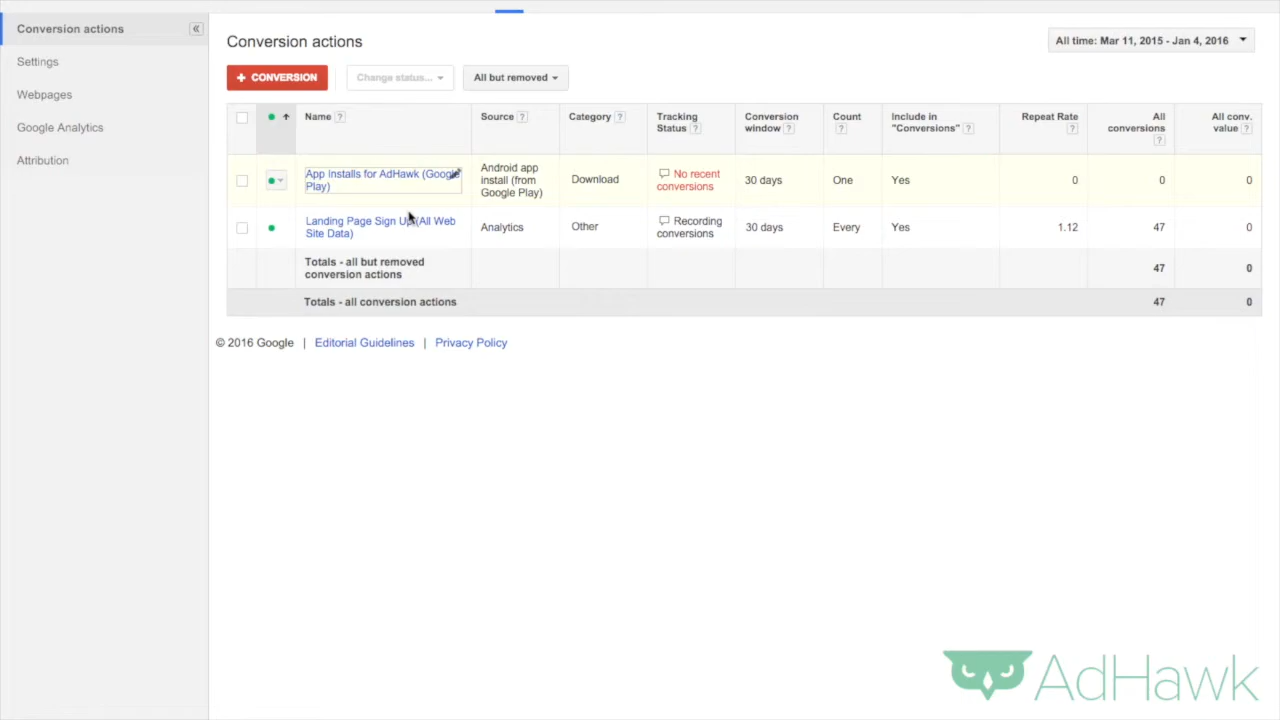 Conversion actions
Settings
Webpages
Google Analytics
Attribution
Conversion actions
All time: Mar 11, 2015 - Jan 4, 2016
+ CONVERSION
Change status...
All but removed
Name ?
Source ?
Category ?
Tracking
Status ?
Conversion
window ?
Count
?
Include in
"Conversions" ?
Repeat Rate
?
All
conversions
?
All conv.
value ?
App Installs for AdHawk (Google
Play)
Android app
install (from
Google Play)
Download
No recent
conversions
30 days
One
Yes
0
0
0
Landing Page Sign Up (All Web
Site Data)
Analytics
Other
Recording
conversions
30 days
Every
Yes
1.12
47
0
Totals - all but removed
conversion actions
47
0
Totals - all conversion actions
47
0
© 2016 Google | Editorial Guidelines | Privacy Policy
AdHawk